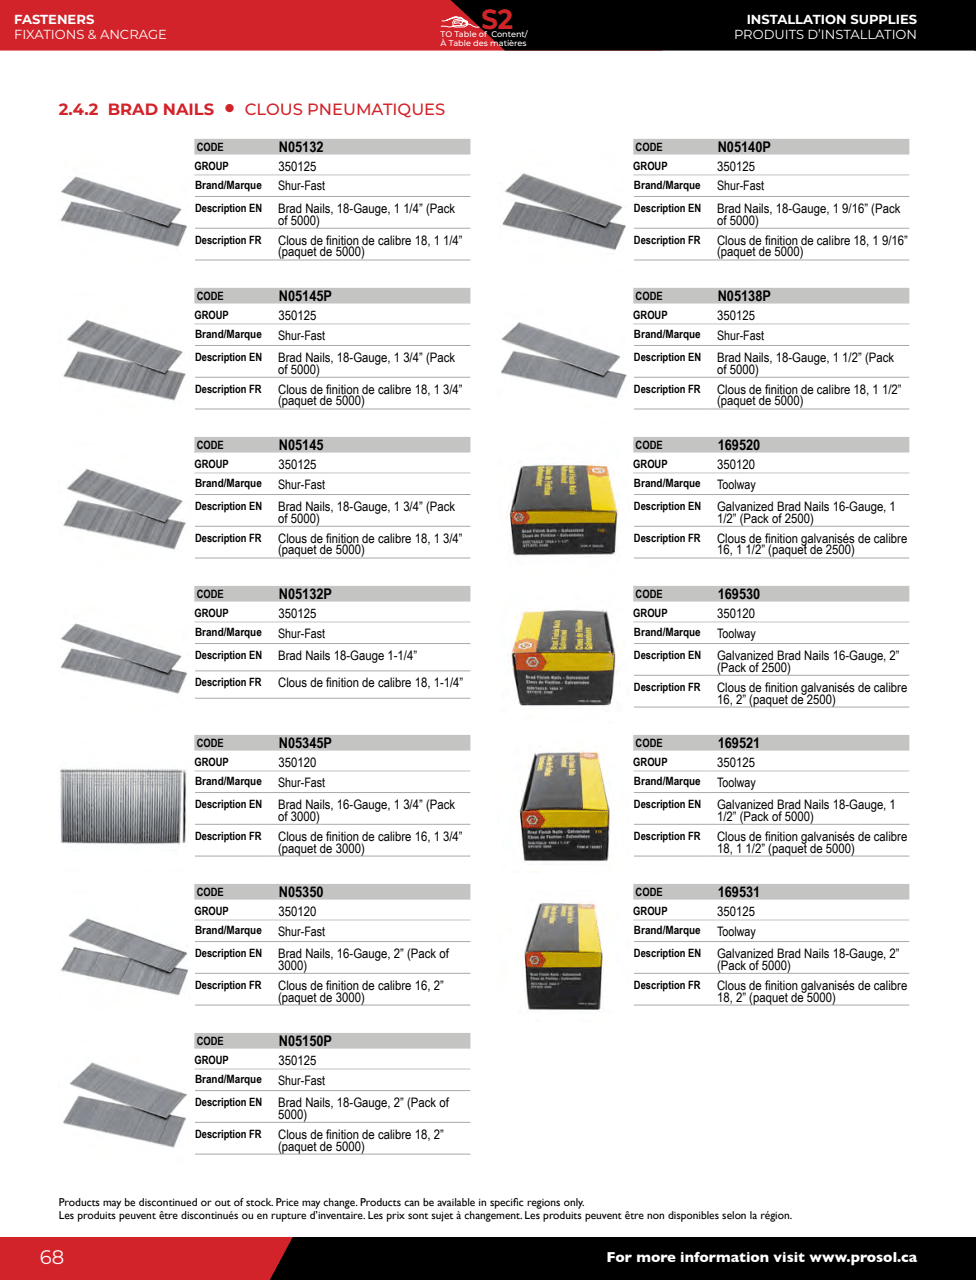 FASTENERS
FIXATIONS & ANCRAGE
S2
TO Table of Content/
À Table des matières
INSTALLATION SUPPLIES
PRODUITS D'INSTALLATION
2.4.2 BRAD NAILS • CLOUS PNEUMATIQUES
CODE N05132
GROUP 350125
Brand/Marque Shur-Fast
Description EN Brad Nails, 18-Gauge, 1 1/4” (Pack
of 5000)
Description FR Clous de finition de calibre 18, 1 1/4”
(paquet de 5000)
CODE N05145P
GROUP 350125
Brand/Marque Shur-Fast
Description EN Brad Nails, 18-Gauge, 1 3/4” (Pack
of 5000)
Description FR Clous de finition de calibre 18, 1 3/4”
(paquet de 5000)
CODE N05145
GROUP 350125
Brand/Marque Shur-Fast
Description EN Brad Nails, 18-Gauge, 1 3/4” (Pack
of 5000)
Description FR Clous de finition de calibre 18, 1 3/4”
(paquet de 5000)
CODE N05132P
GROUP 350125
Brand/Marque Shur-Fast
Description EN Brad Nails 18-Gauge 1-1/4”
Description FR Clous de finition de calibre 18, 1-1/4”
CODE N05345P
GROUP 350120
Brand/Marque Shur-Fast
Description EN Brad Nails, 16-Gauge, 1 3/4” (Pack
of 3000)
Description FR Clous de finition de calibre 16, 1 3/4”
(paquet de 3000)
CODE N05350
GROUP 350120
Brand/Marque Shur-Fast
Description EN Brad Nails, 16-Gauge, 2” (Pack of
3000)
Description FR Clous de finition de calibre 16, 2”
(paquet de 3000)
CODE N05150P
GROUP 350125
Brand/Marque Shur-Fast
Description EN Brad Nails, 18-Gauge, 2” (Pack of
5000)
Description FR Clous de finition de calibre 18, 2”
(paquet de 5000)
CODE N05140P
GROUP 350125
Brand/Marque Shur-Fast
Description EN Brad Nails, 18-Gauge, 1 9/16” (Pack
of 5000)
Description FR Clous de finition de calibre 18, 1 9/16”
(paquet de 5000)
CODE N05138P
GROUP 350125
Brand/Marque Shur-Fast
Description EN Brad Nails, 18-Gauge, 1 1/2” (Pack
of 5000)
Description FR Clous de finition de calibre 18, 1 1/2”
(paquet de 5000)
CODE 169520
GROUP 350120
Brand/Marque Toolway
Description EN Galvanized Brad Nails 16-Gauge, 1
1/2” (Pack of 2500)
Description FR Clous de finition galvanisés de calibre
16, 1 1/2” (paquet de 2500)
Brad Finish Nails - Galvanized
Clous de Finition - Galvanisées
CODE 169530
GROUP 350120
Brand/Marque Toolway
Description EN Galvanized Brad Nails 16-Gauge, 2”
(Pack of 2500)
Description FR Clous de finition galvanisés de calibre
16, 2” (paquet de 2500)
Brad Finish Nails - Galvanized
Clous de Finition - Galvanisées
CODE 169521
GROUP 350125
Brand/Marque Toolway
Description EN Galvanized Brad Nails 18-Gauge, 1
1/2” (Pack of 5000)
Description FR Clous de finition galvanisés de calibre
18, 1 1/2” (paquet de 5000)
Brad Finish Nails - Galvanized
Clous de Finition - Galvanisées
CODE 169531
GROUP 350125
Brand/Marque Toolway
Description EN Galvanized Brad Nails 18-Gauge, 2”
(Pack of 5000)
Description FR Clous de finition galvanisés de calibre
18, 2” (paquet de 5000)
Products may be discontinued or out of stock. Price may change. Products can be available in specific regions only.
Les produits peuvent être discontinués ou en rupture d'inventaire. Les prix sont sujet à changement. Les produits peuvent être non disponibles selon la région.
68
For more information visit www.prosol.ca